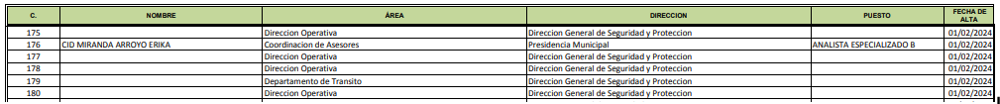 C. NOMBRE ÁREA DIRECCION PUESTO FECHA DE ALTA
175 Direccion Operativa Direccion General de Seguridad y Proteccion 01/02/2024
176 CID MIRANDA ARROYO ERIKA Coordinacion de Asesores Presidencia Municipal ANALISTA ESPECIALIZADO B 01/02/2024
177 Direccion Operativa Direccion General de Seguridad y Proteccion 01/02/2024
178 Direccion Operativa Direccion General de Seguridad y Proteccion 01/02/2024
179 Departamento de Transito Direccion General de Seguridad y Proteccion 01/02/2024
180 Direccion Operativa Direccion General de Seguridad y Proteccion 01/02/2024